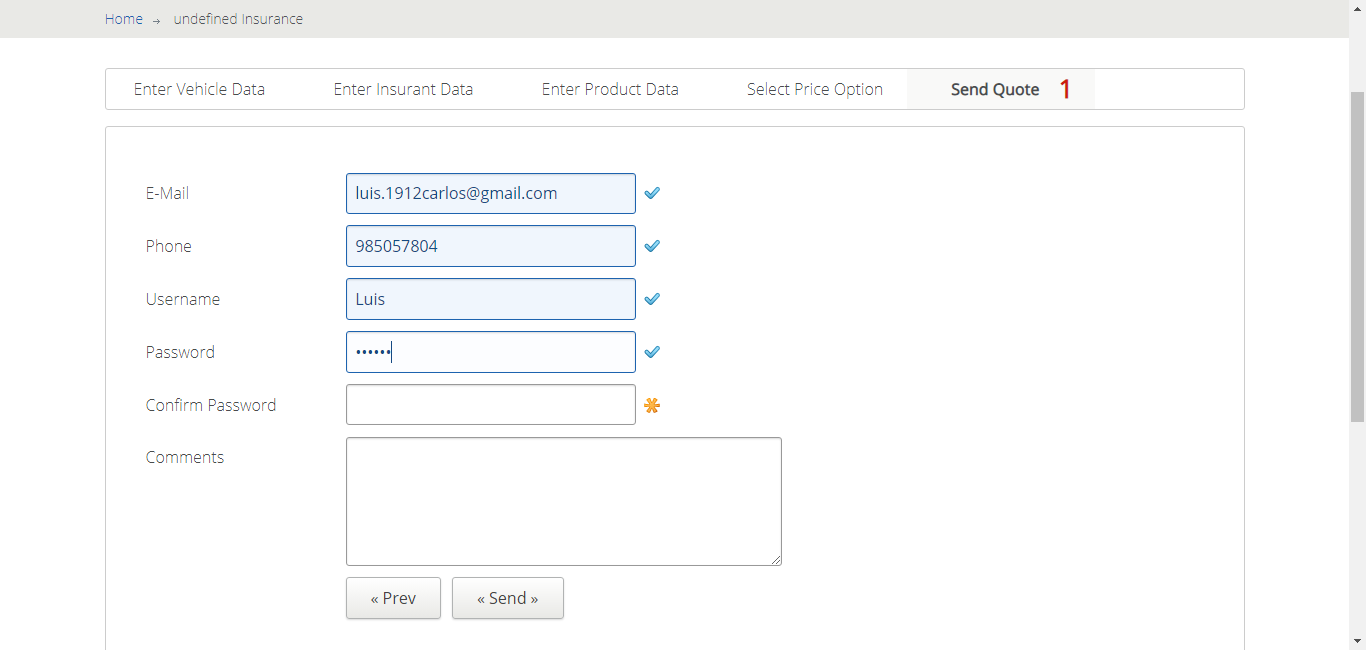 Home → undefined Insurance
Enter Vehicle Data Enter Insurant Data Enter Product Data Select Price Option Send Quote 1
E-Mail luis.1912carlos@gmail.com
Phone 985057804
Username Luis
Password ••••••
Confirm Password
Comments
« Prev « Send »